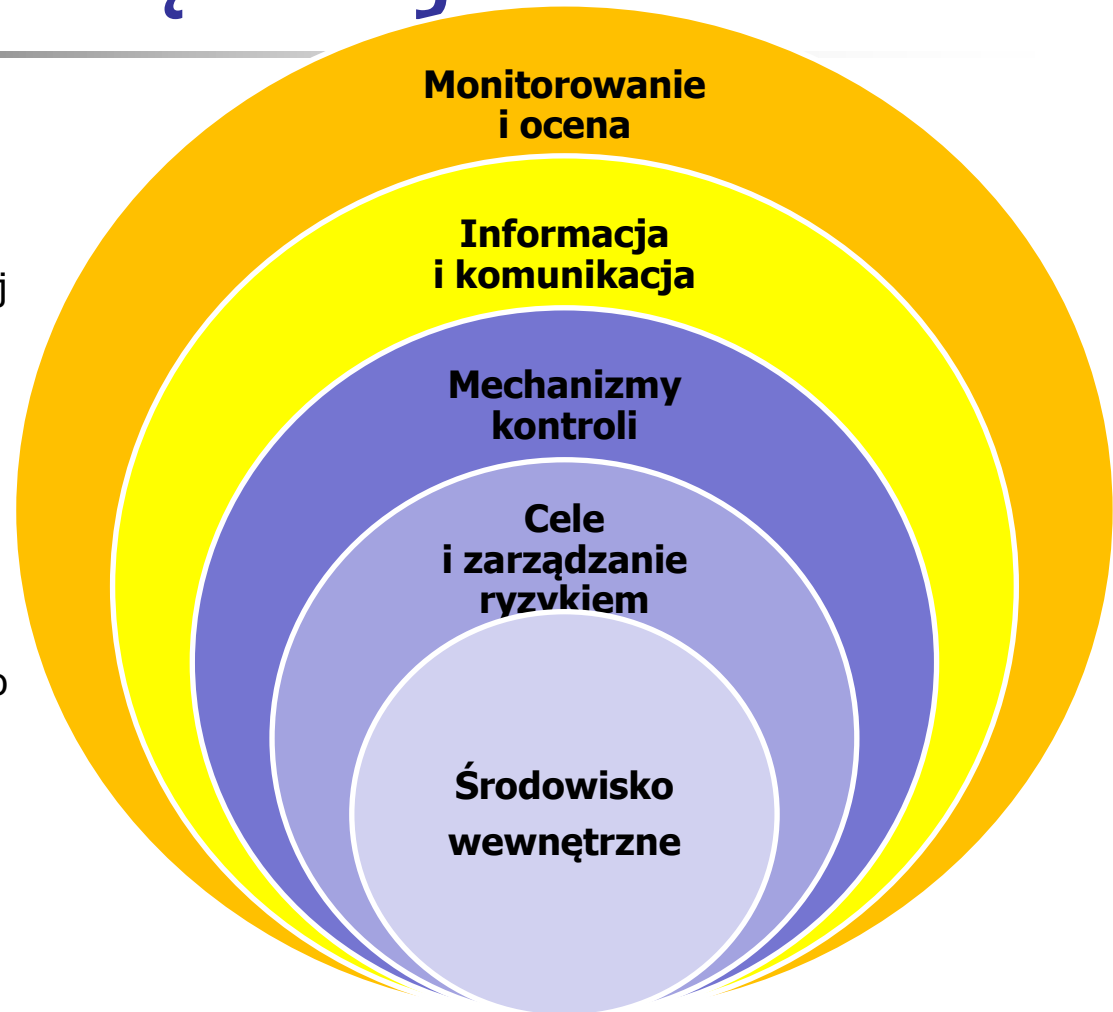 Monitorowanie
i ocena
Informacja
i komunikacja
j
Mechanizmy
kontroli
Cele
i zarządzanie
ryzykiem
o
Środowisko
wewnętrzne